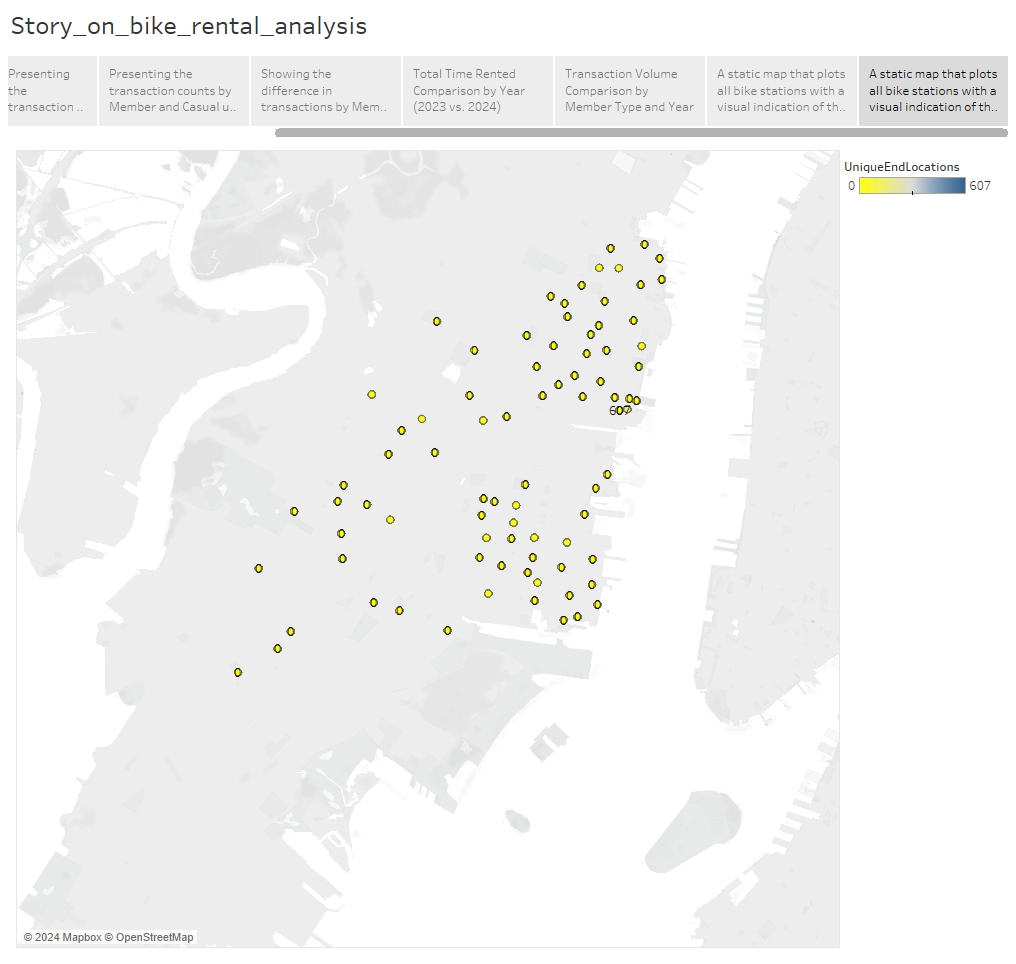 Story_on_bike_rental_analysis
Presenting
the
transaction ..
Presenting the
transaction counts by
Member and Casual u..
Showing the
difference in
transactions by Mem..
Total Time Rented
Comparison by Year
(2023 vs. 2024)
Transaction Volume
Comparison by
Member Type and Year
A static map that plots
all bike stations with a
visual indication of th..
A static map that plots
all bike stations with a
visual indication of th..
UniqueEndLocations
0 607
607
© 2024 Mapbox © OpenStreetMap